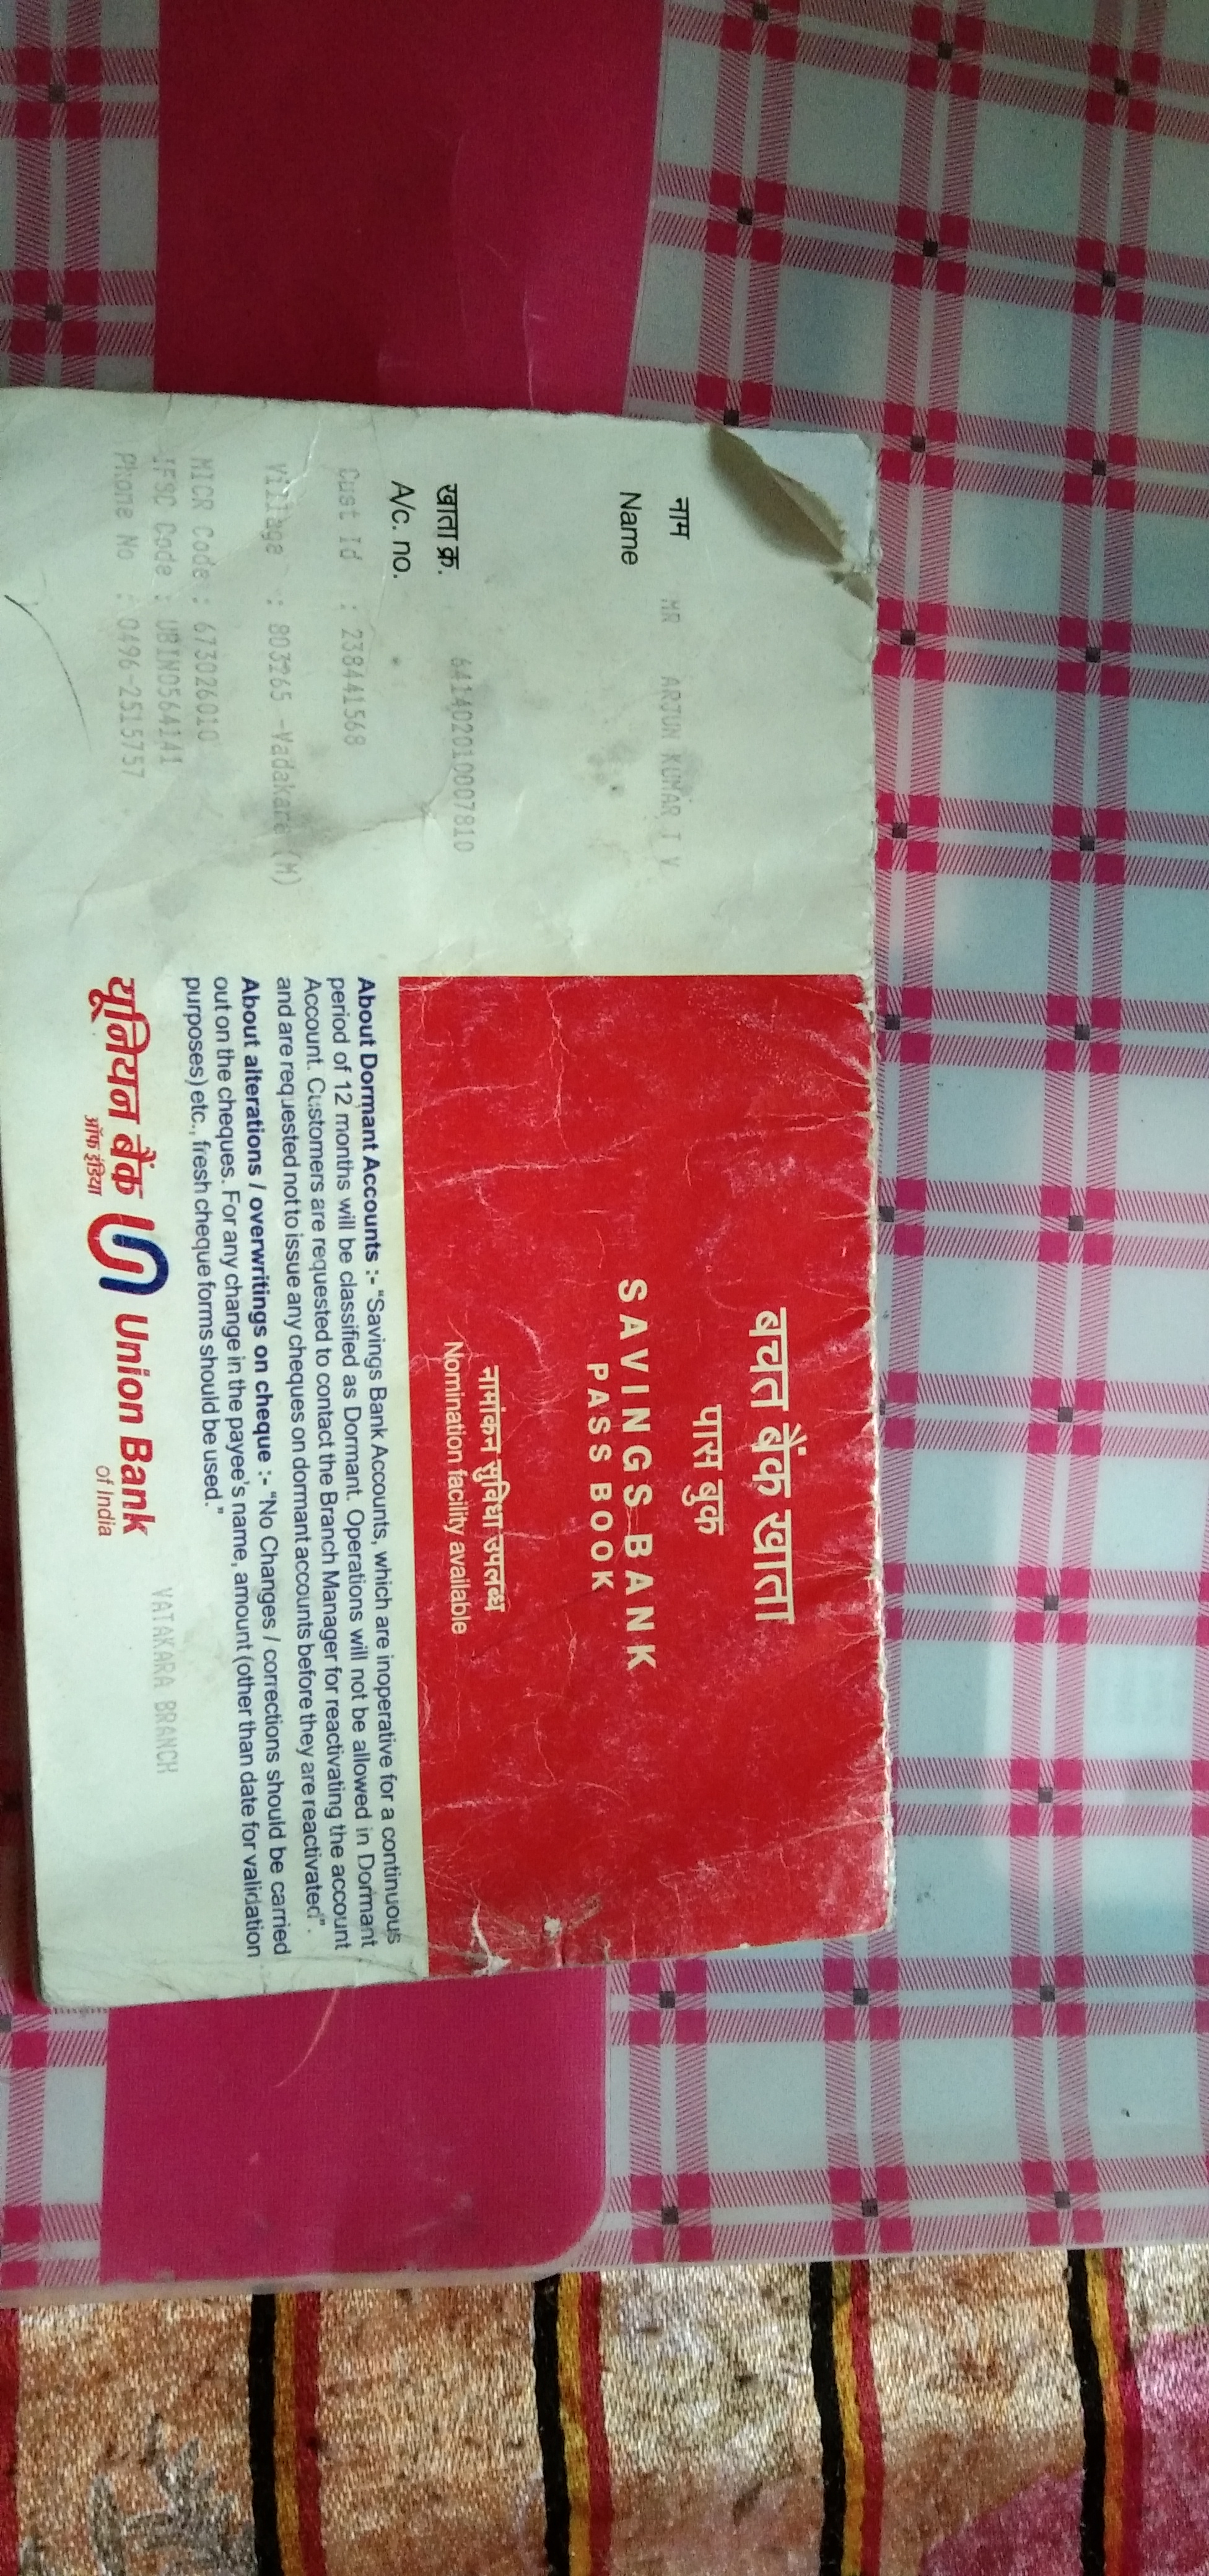 बचत बैंक खाता
पास बुक
SAVINGS BANK
PASS BOOK
नामांकन सुविधा उपलब्ध
Nomination facility available
नाम
Name
MR ARJUN KUMAR T V
खाता क्र.
A/c. no.
641402010007810
Cust Id : 238441568
Village : 803265 -Vadakara (M)
MICR Code : 673026010
IFSC Code : UBIN0564141
Phone No : 0496-2515757
About Dormant Accounts :- "Savings Bank Accounts, which are inoperative for a continuous
period of 12 months will be classified as Dormant. Operations will not be allowed in Dormant
Account. Customers are requested to contact the Branch Manager for reactivating the account
and are requested not to issue any cheques on dormant accounts before they are reactivated".
About alterations / overwritings on cheque :- "No Changes / corrections should be carried
out on the cheques. For any change in the payee's name, amount (other than date for validation
purposes) etc., fresh cheque forms should be used."
यूनियन बैंक
ऑफ इंडिया
Union Bank
of India
VATAKARA BRANCH